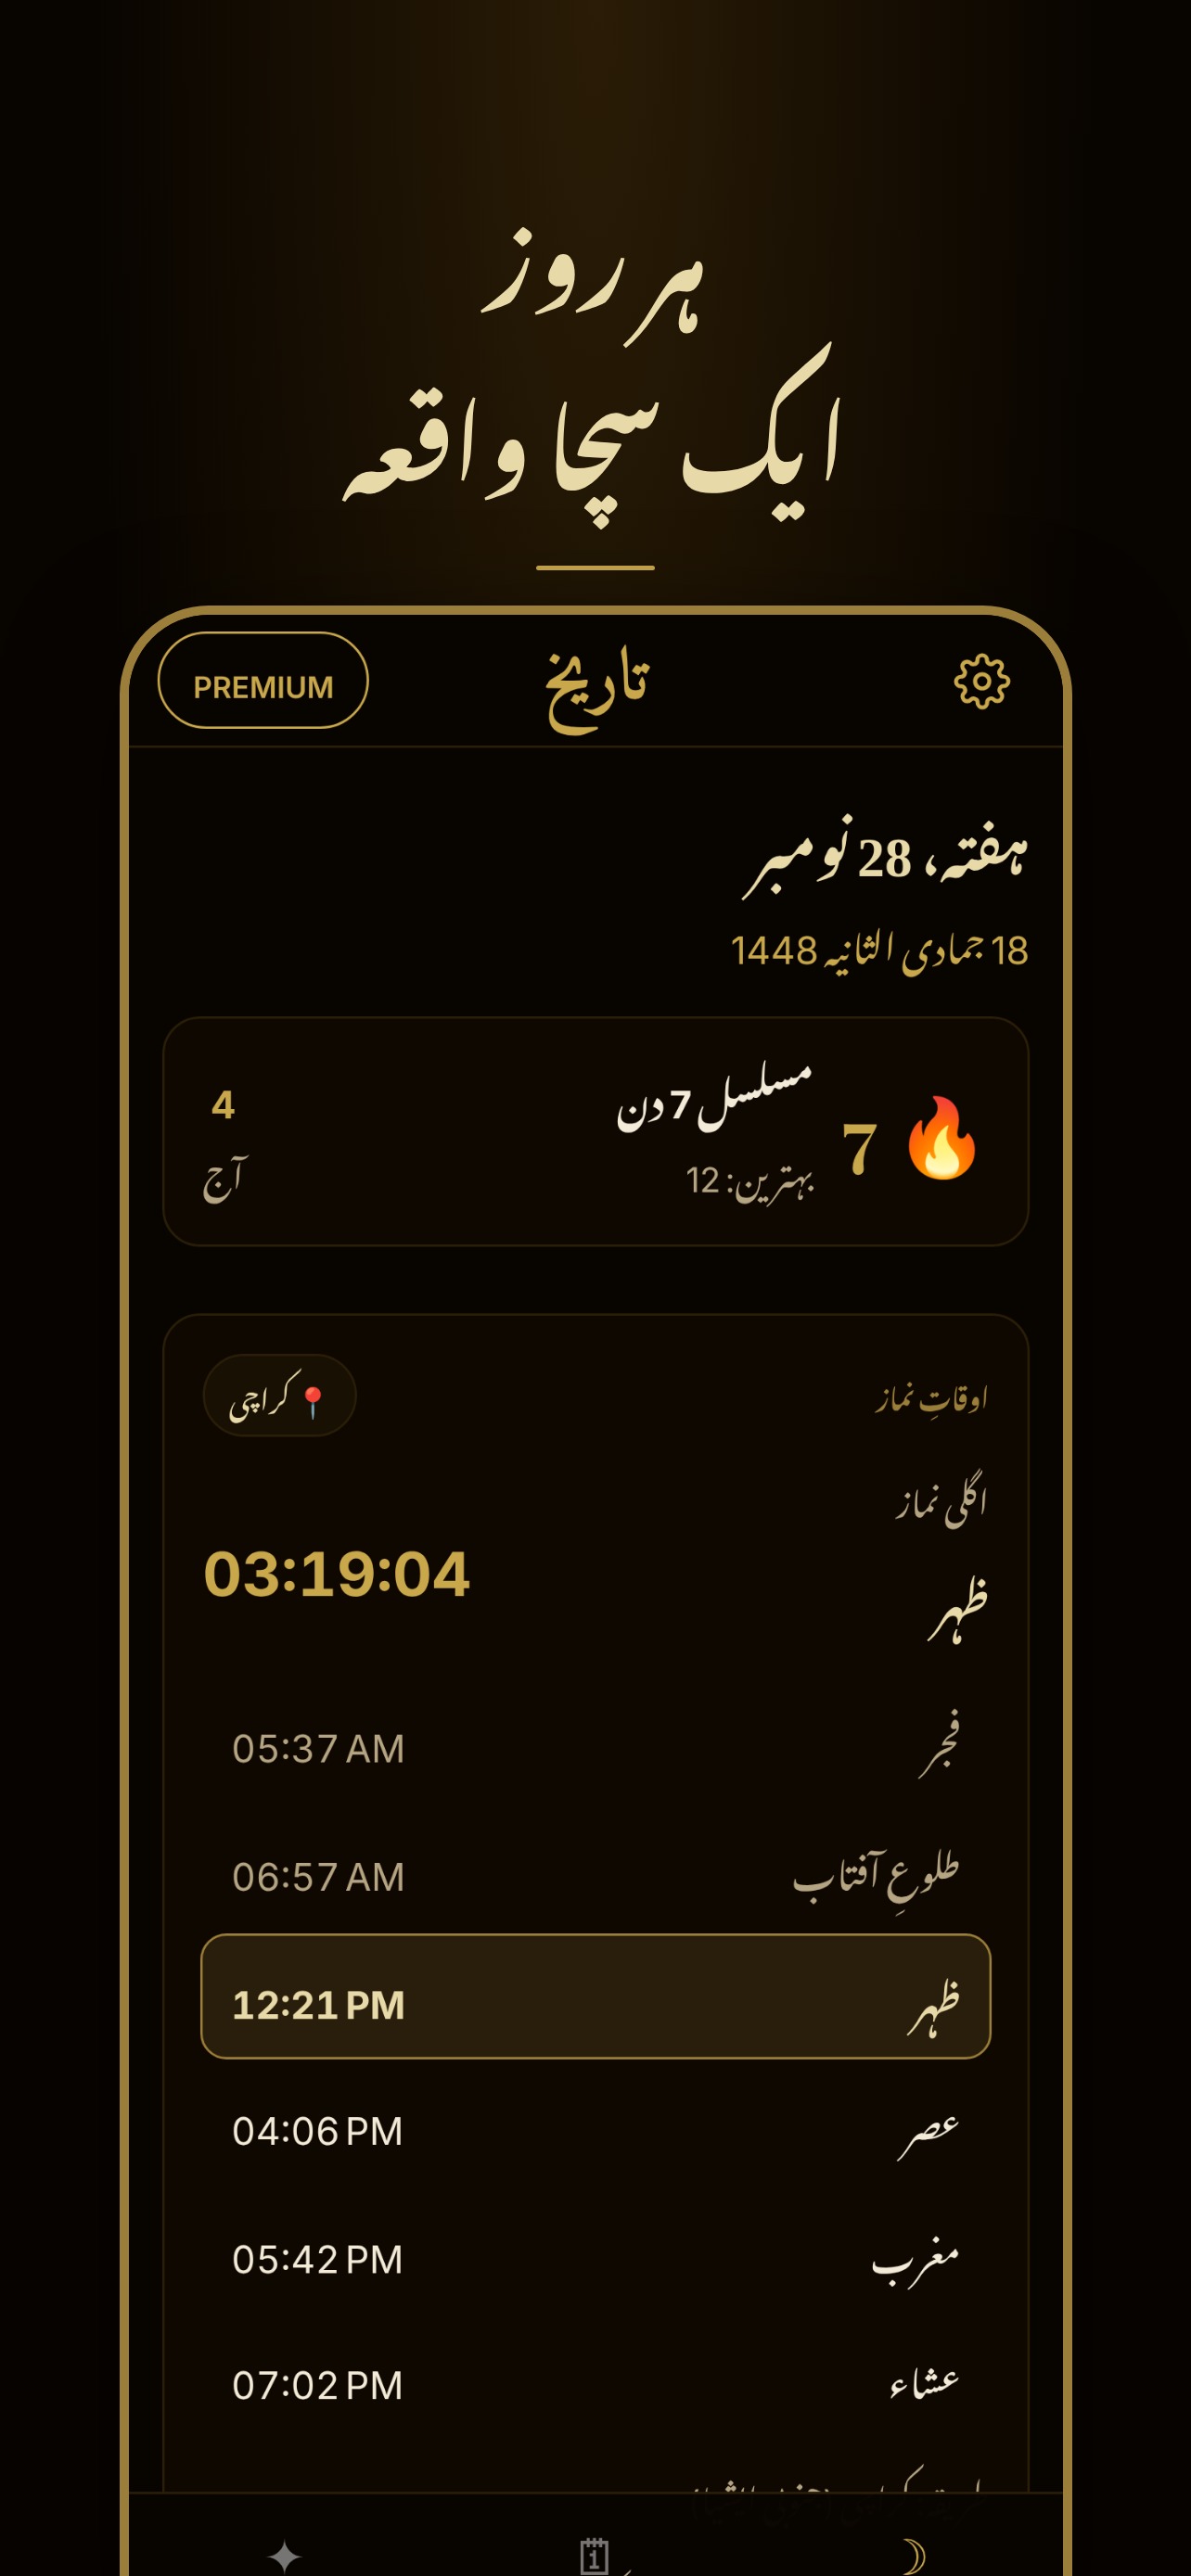 ہر روز
ایک سچا واقعہ
PREMIUM
تاریخ
ہفتہ، 28 نومبر
18 جمادی الثانیہ 1448
7
مسلسل 7 دن
بہترین: 12
4
آج
اوقاتِ نماز
کراچی
اگلی نماز
ظہر
03:19:04
فجر 05:37 AM
طلوعِ آفتاب 06:57 AM
ظہر 12:21 PM
عصر 04:06 PM
مغرب 05:42 PM
عشاء 07:02 PM